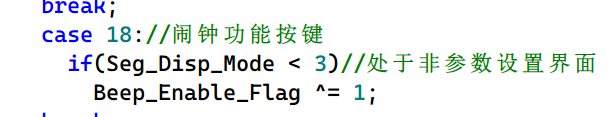 break;
case 18://闹钟功能按键
if(Seg_Disp_Mode < 3)//处于非参数设置界面
Beep_Enable_Flag ^= 1;